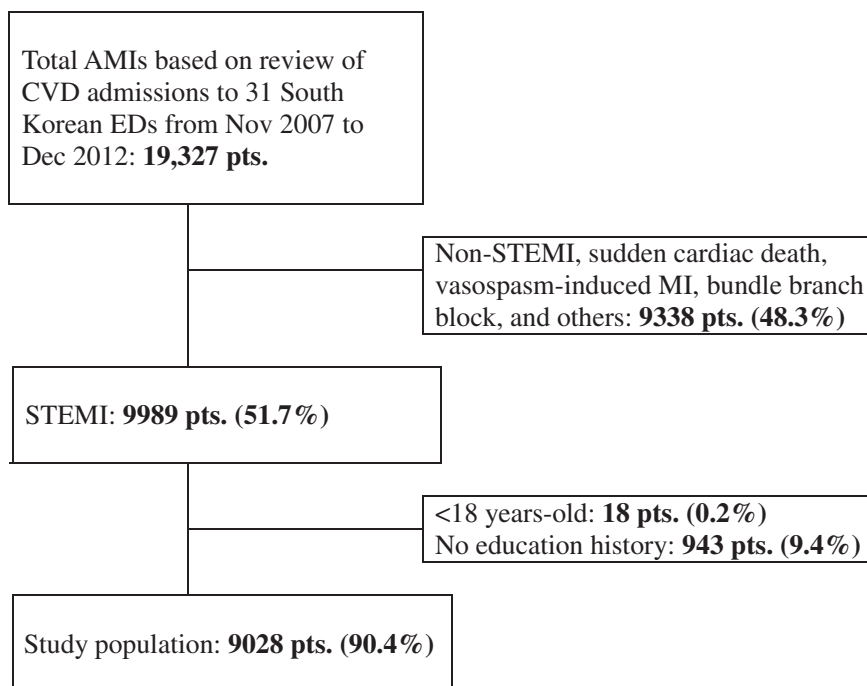 Total AMIs based on review of
CVD admissions to 31 South
Korean EDs from Nov 2007 to
Dec 2012: 19,327 pts.
Non-STEMI, sudden cardiac death,
vasospasm-induced MI, bundle branch
block, and others: 9338 pts. (48.3%)
STEMI: 9989 pts. (51.7%)
<18 years-old: 18 pts. (0.2%)
No education history: 943 pts. (9.4%)
Study population: 9028 pts. (90.4%)